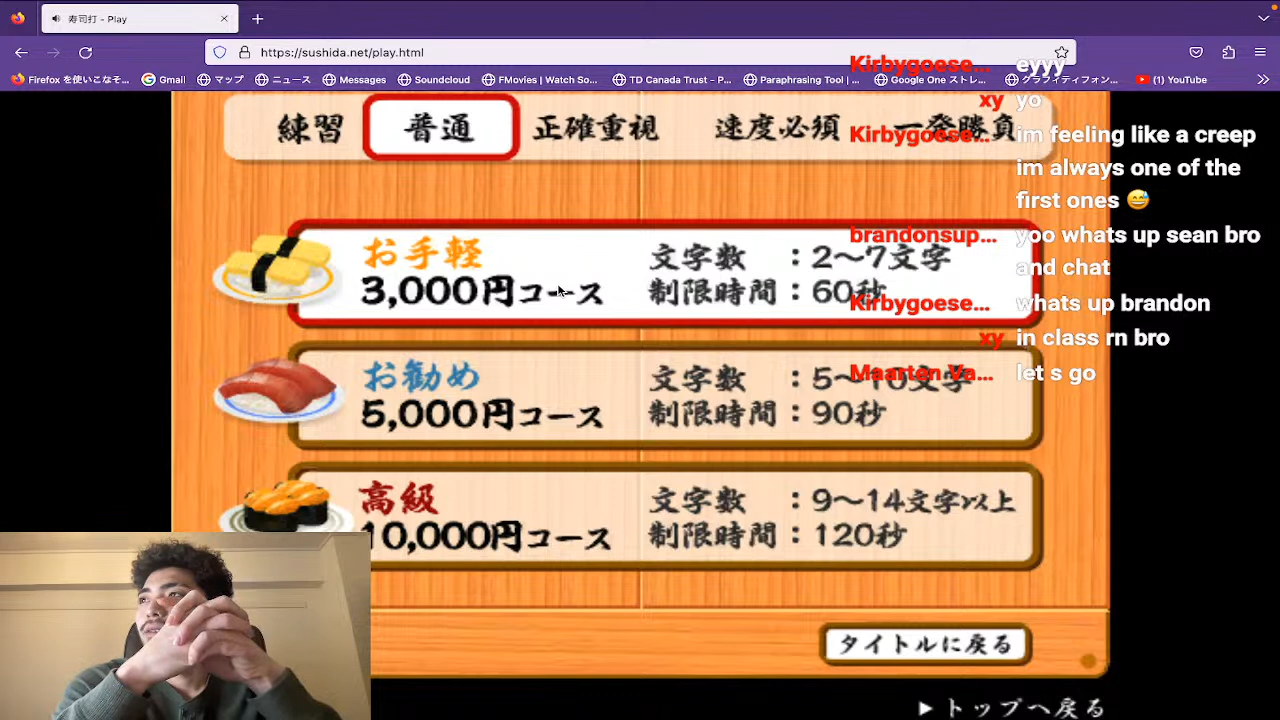 寿司打 - Play
https://sushida.net/play.html
Firefox を使いこなそ…
Gmail
マップ
ニュース
Messages
Soundcloud
FMovies | Watch So…
TD Canada Trust - P…
Paraphrasing Tool |…
Google One ストレ…
グラフィティフォン…
(1) YouTube
練習
普通
正確重視
速度必須
一発勝負
お手軽
3,000円コース
文字数 : 2～7文字
制限時間 : 60秒
お勧め
5,000円コース
文字数 : 5～10文字
制限時間 : 90秒
高級
10,000円コース
文字数 : 9～14文字以上
制限時間 : 120秒
タイトルに戻る
▶トップへ戻る
Kirbygoese… eyyy
xy yo
Kirbygoese… im feeling like a creep
im always one of the
first ones 😅
brandonsup… yoo whats up sean bro
and chat
Kirbygoese… whats up brandon
xy in class rn bro
Maarten Va… let s go